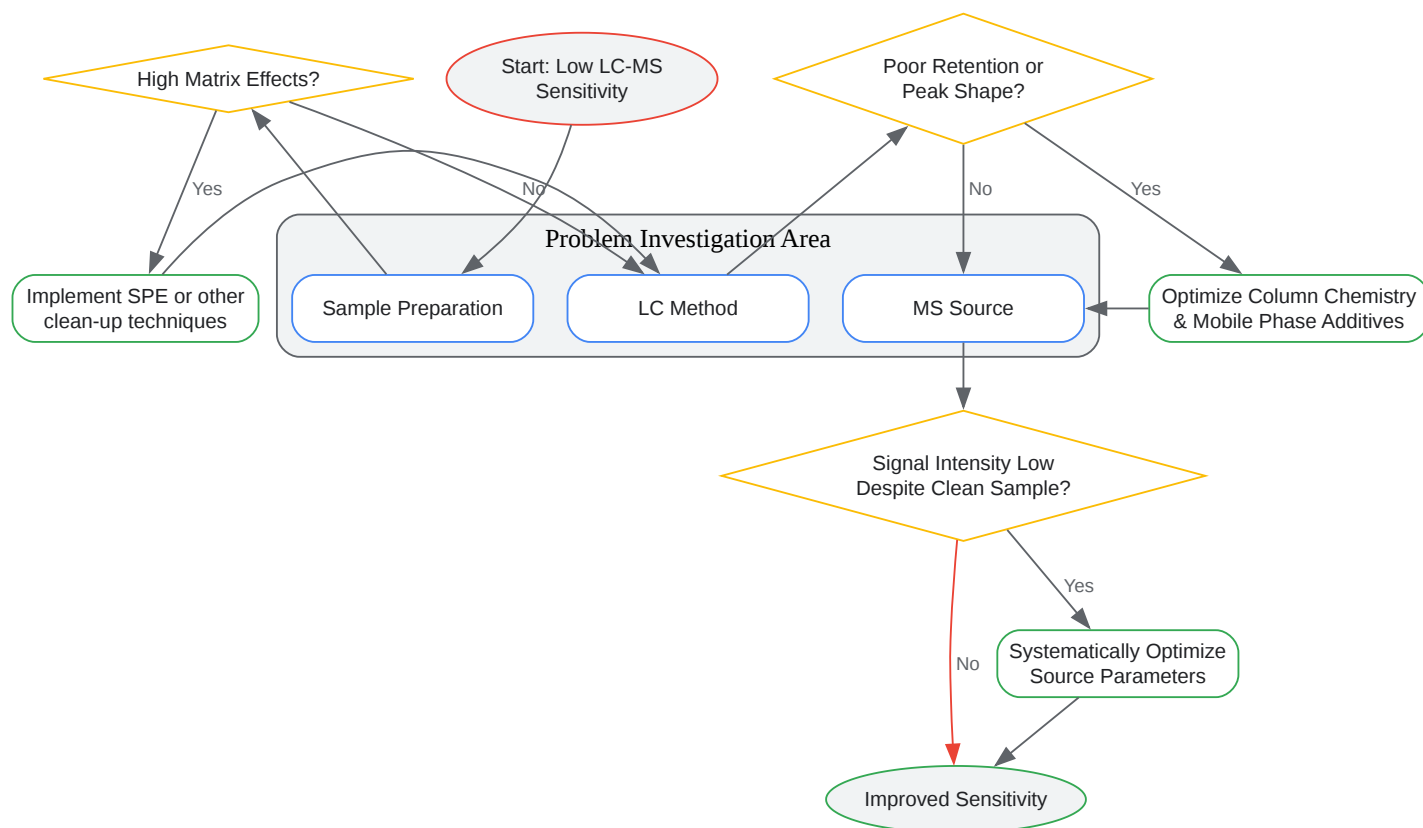 High Matrix Effects?
Start: Low LC-MS
Sensitivity
Poor Retention or
Peak Shape?
Yes
No
No
Yes
Problem Investigation Area
Implement SPE or other
clean-up techniques
Sample Preparation
LC Method
MS Source
Optimize Column Chemistry
& Mobile Phase Additives
Signal Intensity Low
Despite Clean Sample?
Yes
No
Systematically Optimize
Source Parameters
Improved Sensitivity